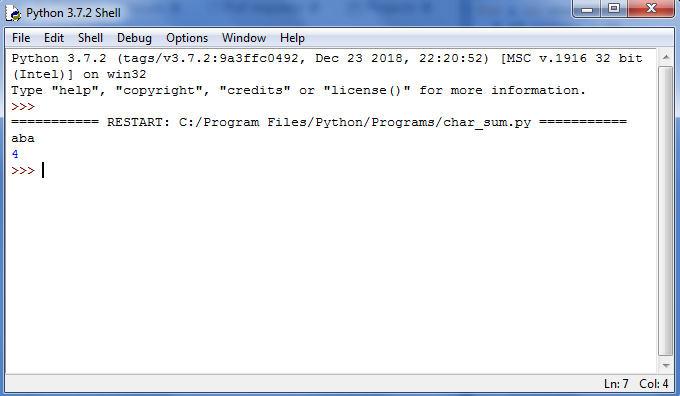 Python 3.7.2 Shell
File Edit Shell Debug Options Window Help
Python 3.7.2 (tags/v3.7.2:9a3ffc0492, Dec 23 2018, 22:20:52) [MSC v.1916 32 bit
(Intel)] on win32
Type "help", "copyright", "credits" or "license()" for more information.
>>>
=========== RESTART: C:/Program Files/Python/Programs/char_sum.py ===========
aba
4
>>>
Ln: 7 Col: 4